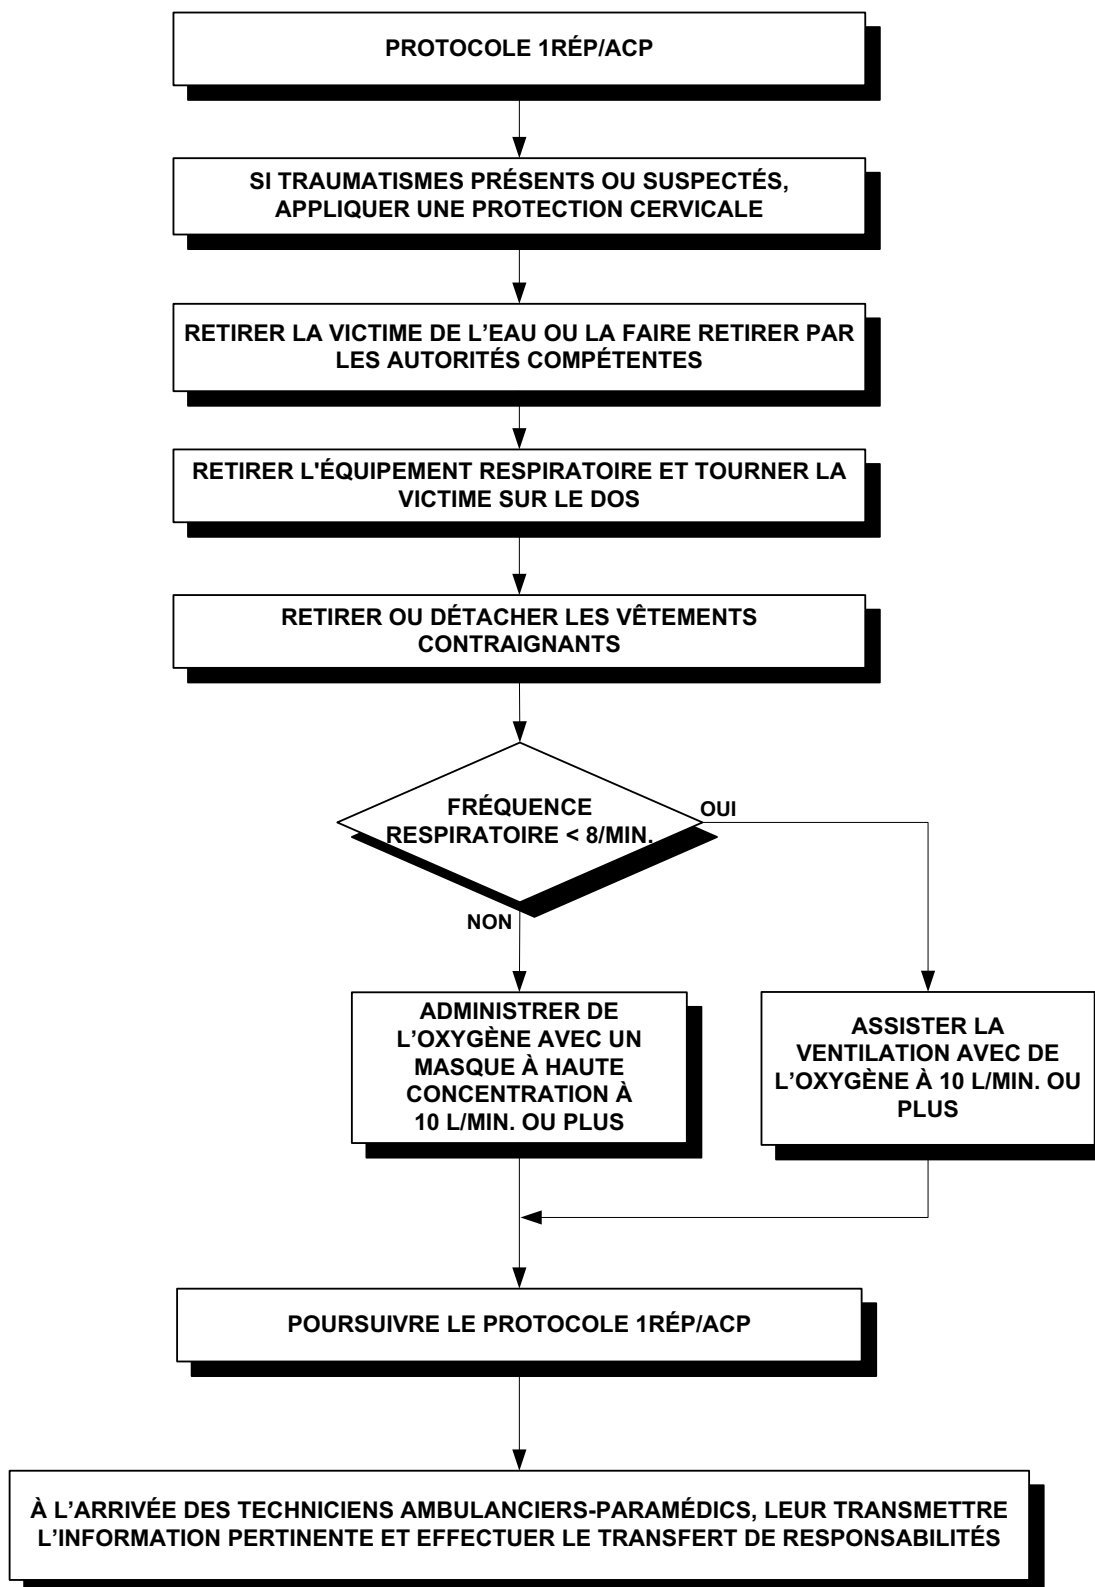 PROTOCOLE 1RÉP/ACP
SI TRAUMATISMES PRÉSENTS OU SUSPECTÉS,
APPLIQUER UNE PROTECTION CERVICALE
RETIRER LA VICTIME DE L'EAU OU LA FAIRE RETIRER PAR
LES AUTORITÉS COMPÉTENTES
RETIRER L'ÉQUIPEMENT RESPIRATOIRE ET TOURNER LA
VICTIME SUR LE DOS
RETIRER OU DÉTACHER LES VÊTEMENTS
CONTRAIGNANTS
FRÉQUENCE
RESPIRATOIRE < 8/MIN.
OUI
NON
ADMINISTRER DE
L'OXYGÈNE AVEC UN
MASQUE À HAUTE
CONCENTRATION À
10 L/MIN. OU PLUS
ASSISTER LA
VENTILATION AVEC DE
L'OXYGÈNE À 10 L/MIN. OU
PLUS
POURSUIVRE LE PROTOCOLE 1RÉP/ACP
À L'ARRIVÉE DES TECHNICIENS AMBULANCIERS-PARAMÉDICS, LEUR TRANSMETTRE
L'INFORMATION PERTINENTE ET EFFECTUER LE TRANSFERT DE RESPONSABILITÉS